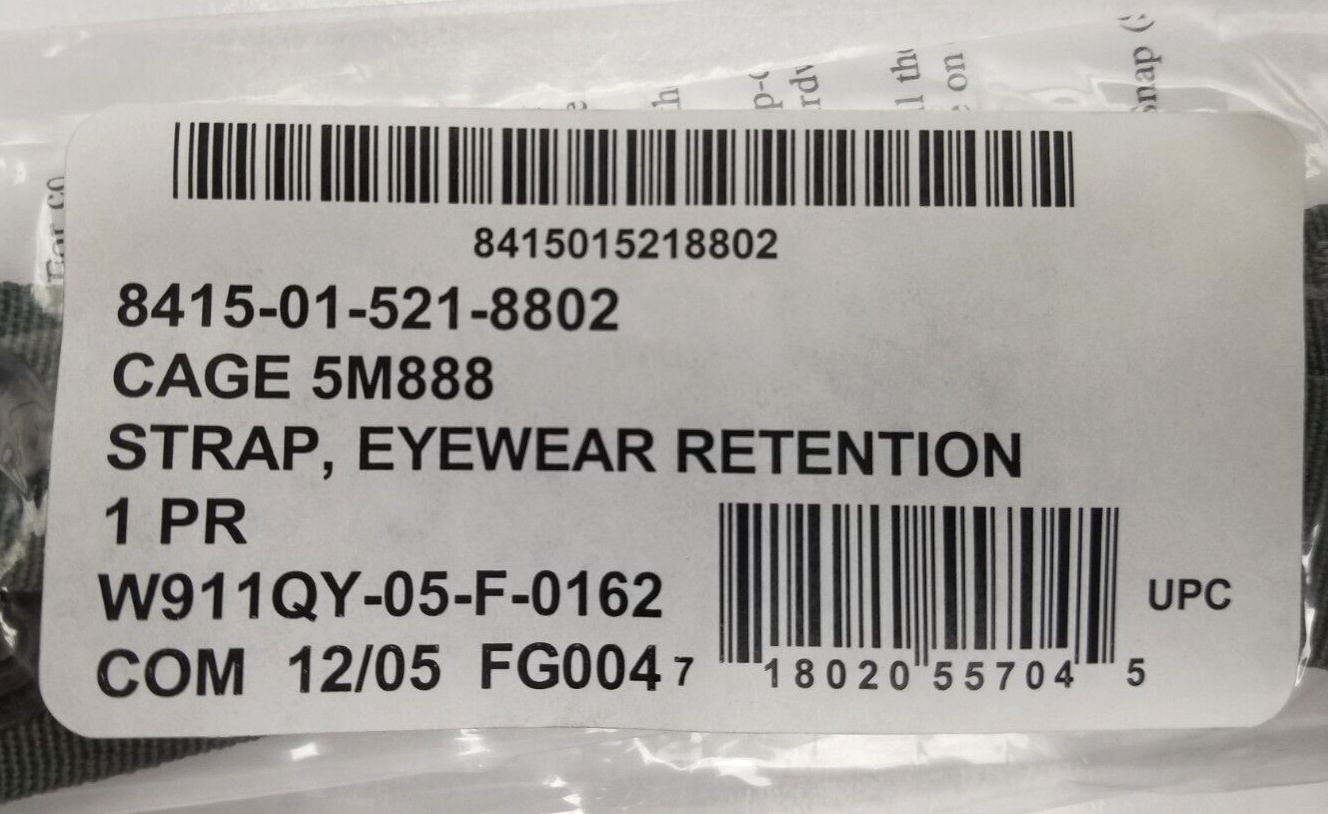 8415015218802
8415-01-521-8802
CAGE 5M888
STRAP, EYEWEAR RETENTION
1 PR
W911QY-05-F-0162
COM 12/05 FG004
7 18020 55704 5
UPC